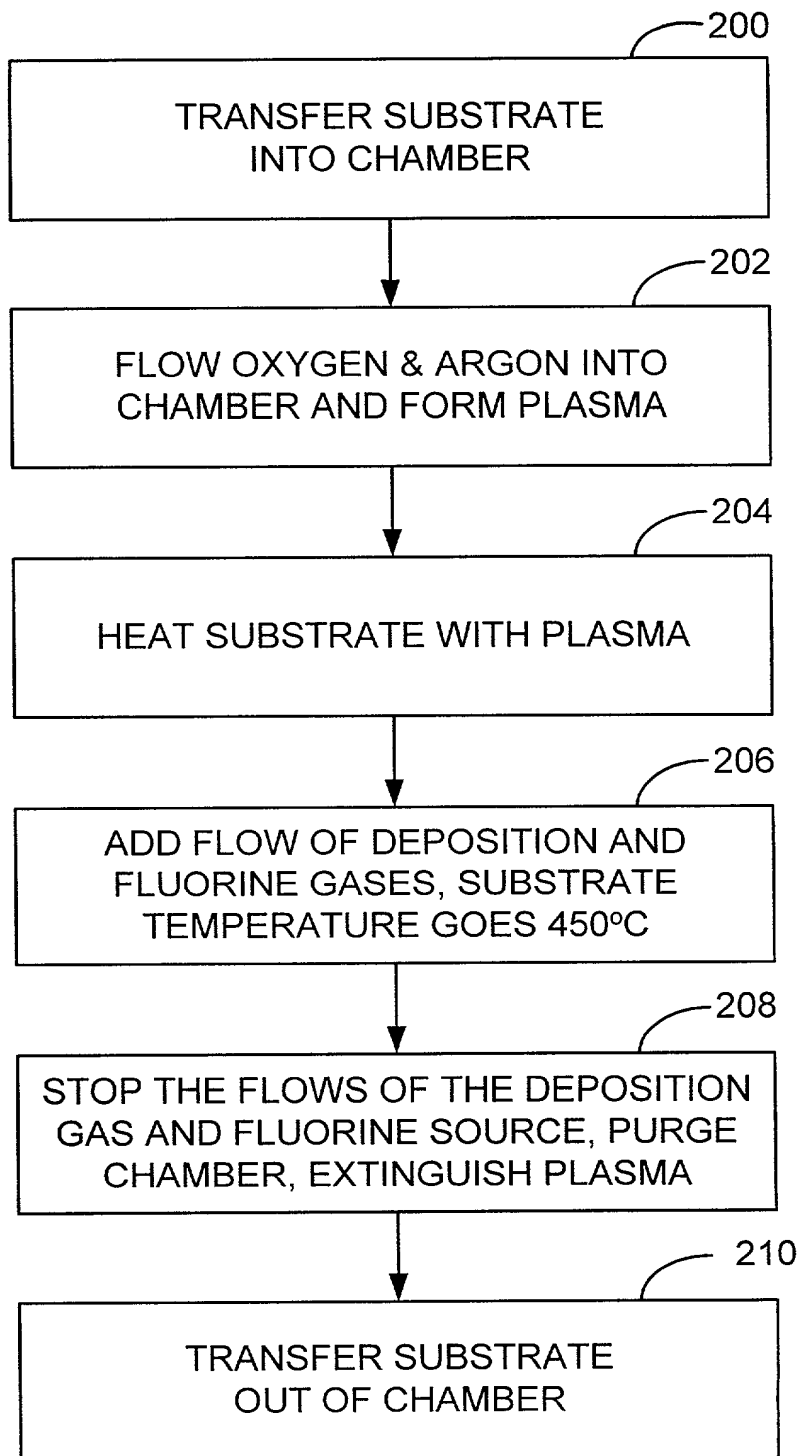 200
TRANSFER SUBSTRATE
INTO CHAMBER
202
FLOW OXYGEN & ARGON INTO
CHAMBER AND FORM PLASMA
204
HEAT SUBSTRATE WITH PLASMA
206
ADD FLOW OF DEPOSITION AND
FLUORINE GASES, SUBSTRATE
TEMPERATURE GOES 450ºC
208
STOP THE FLOWS OF THE DEPOSITION
GAS AND FLUORINE SOURCE, PURGE
CHAMBER, EXTINGUISH PLASMA
210
TRANSFER SUBSTRATE
OUT OF CHAMBER